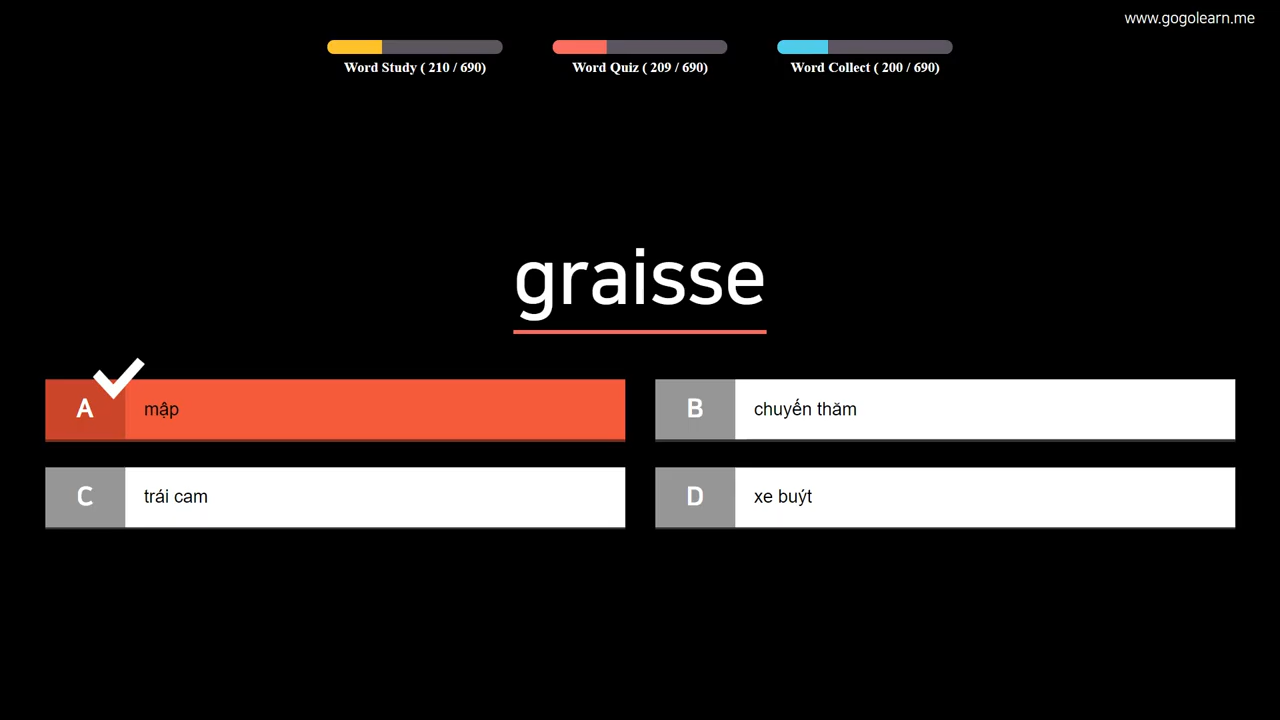 www.gogolearn.me
Word Study ( 210 / 690)
Word Quiz ( 209 / 690)
Word Collect ( 200 / 690)
graisse
A mập
B chuyến thăm
C trái cam
D xe buýt